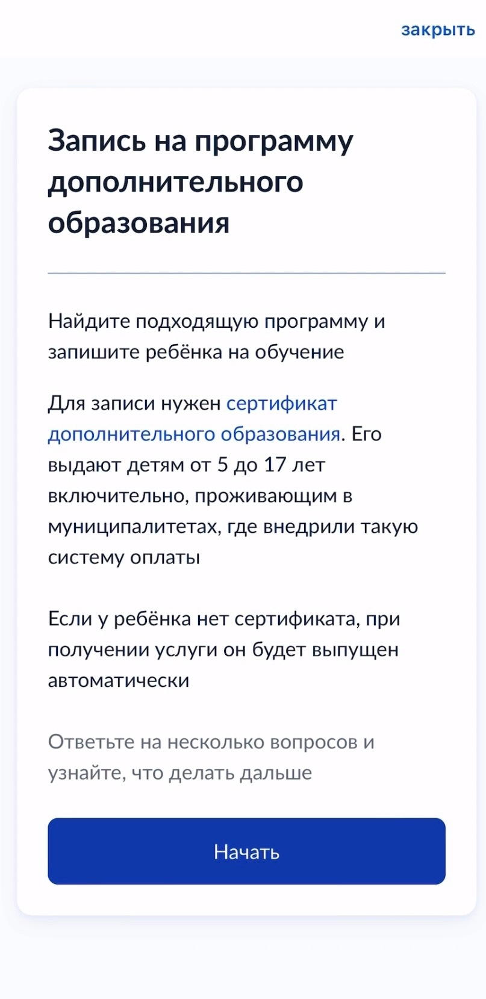 закрыть
Запись на программу
дополнительного
образования
Найдите подходящую программу и
запишите ребёнка на обучение
Для записи нужен сертификат
дополнительного образования. Его
выдают детям от 5 до 17 лет
включительно, проживающим в
муниципалитетах, где внедрили такую
систему оплаты
Если у ребёнка нет сертификата, при
получении услуги он будет выпущен
автоматически
Ответьте на несколько вопросов и
узнайте, что делать дальше
Начать